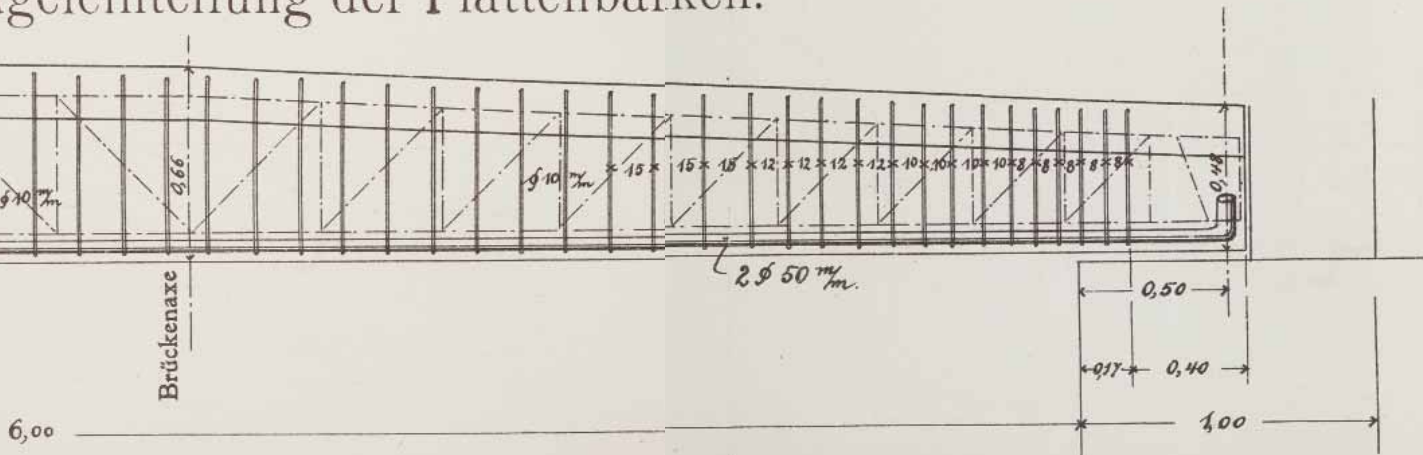 der Plattenbalken.
0,66
ø 10 m/m
ø 10 m/m
15 15 15 12 12 12 12 10 10 10 10 8 8 8 8 8
0,48
2 ø 50 m/m.
Brückenaxe
0,50
0,17 0,40
6,00
1,00